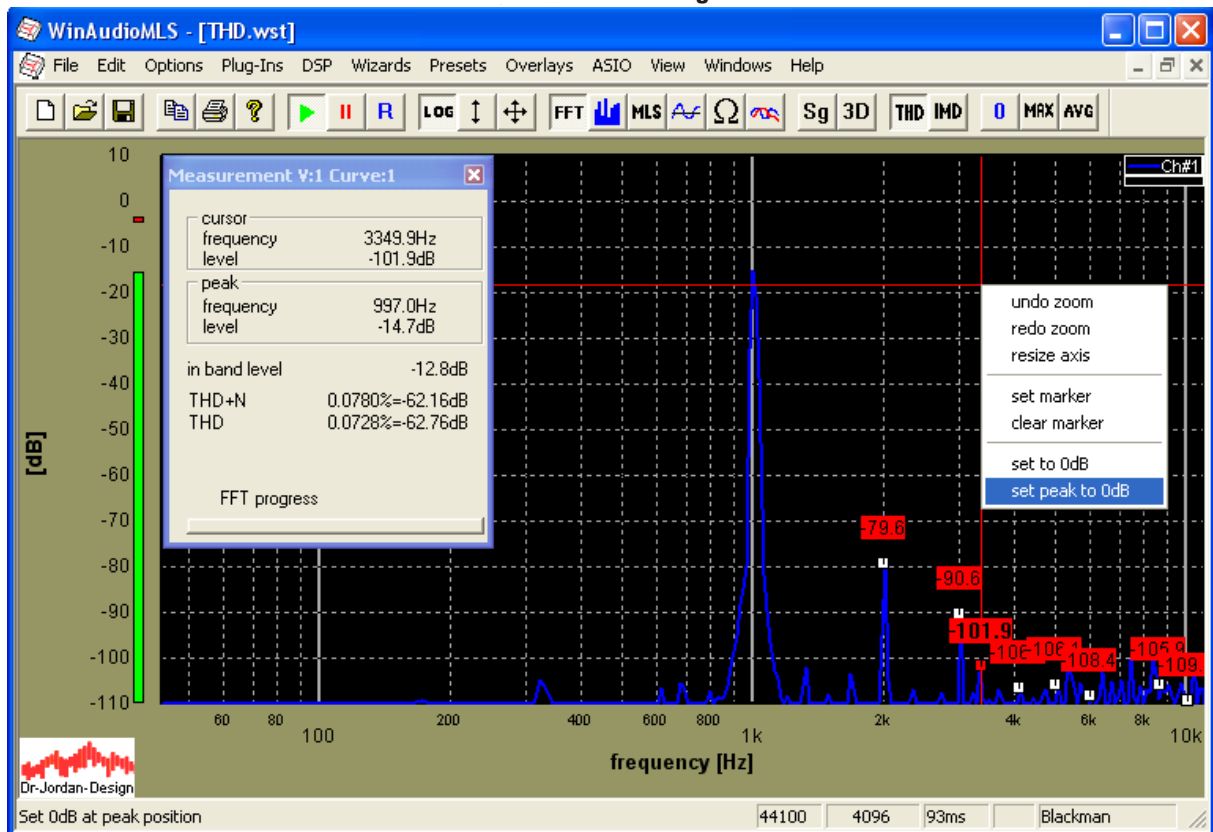 WinAudioMLS - [THD.wst]
File Edit Options Plug-Ins DSP Wizards Presets Overlays ASIO View Windows Help
R LOG FFT MLS Ω Sg 3D THD IMD 0 MAX AVG
Ch#1
10
0
-10
-20
-30
-40
-50
-60
-70
-80
-90
-100
-110
[dB]
Measurement V:1 Curve:1
cursor
frequency 3349.9Hz
level -101.9dB
peak
frequency 997.0Hz
level -14.7dB
in band level -12.8dB
THD+N 0.0780%=-62.16dB
THD 0.0728%=-62.76dB
FFT progress
undo zoom
redo zoom
resize axis
set marker
clear marker
set to 0dB
set peak to 0dB
-79.6
-90.6
-101.9
-106.1
-108.4
-105.9
-109.
60 80 100 200 400 600 800 1k 2k 4k 6k 8k 10k
frequency [Hz]
Dr-Jordan-Design
Set 0dB at peak position 44100 4096 93ms Blackman